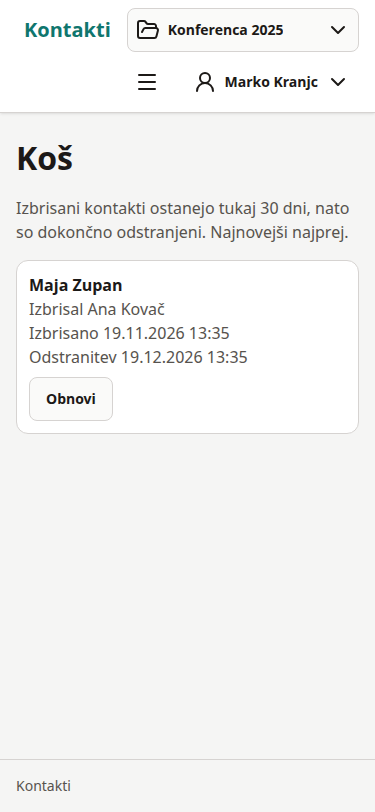 Kontakti
Konferenca 2025
Marko Kranjc
Koš
Izbrisani kontakti ostanejo tukaj 30 dni, nato
so dokončno odstranjeni. Najnovejši najprej.
Maja Zupan
Izbrisal Ana Kovač
Izbrisano 19.11.2026 13:35
Odstranitev 19.12.2026 13:35
Obnovi
Kontakti